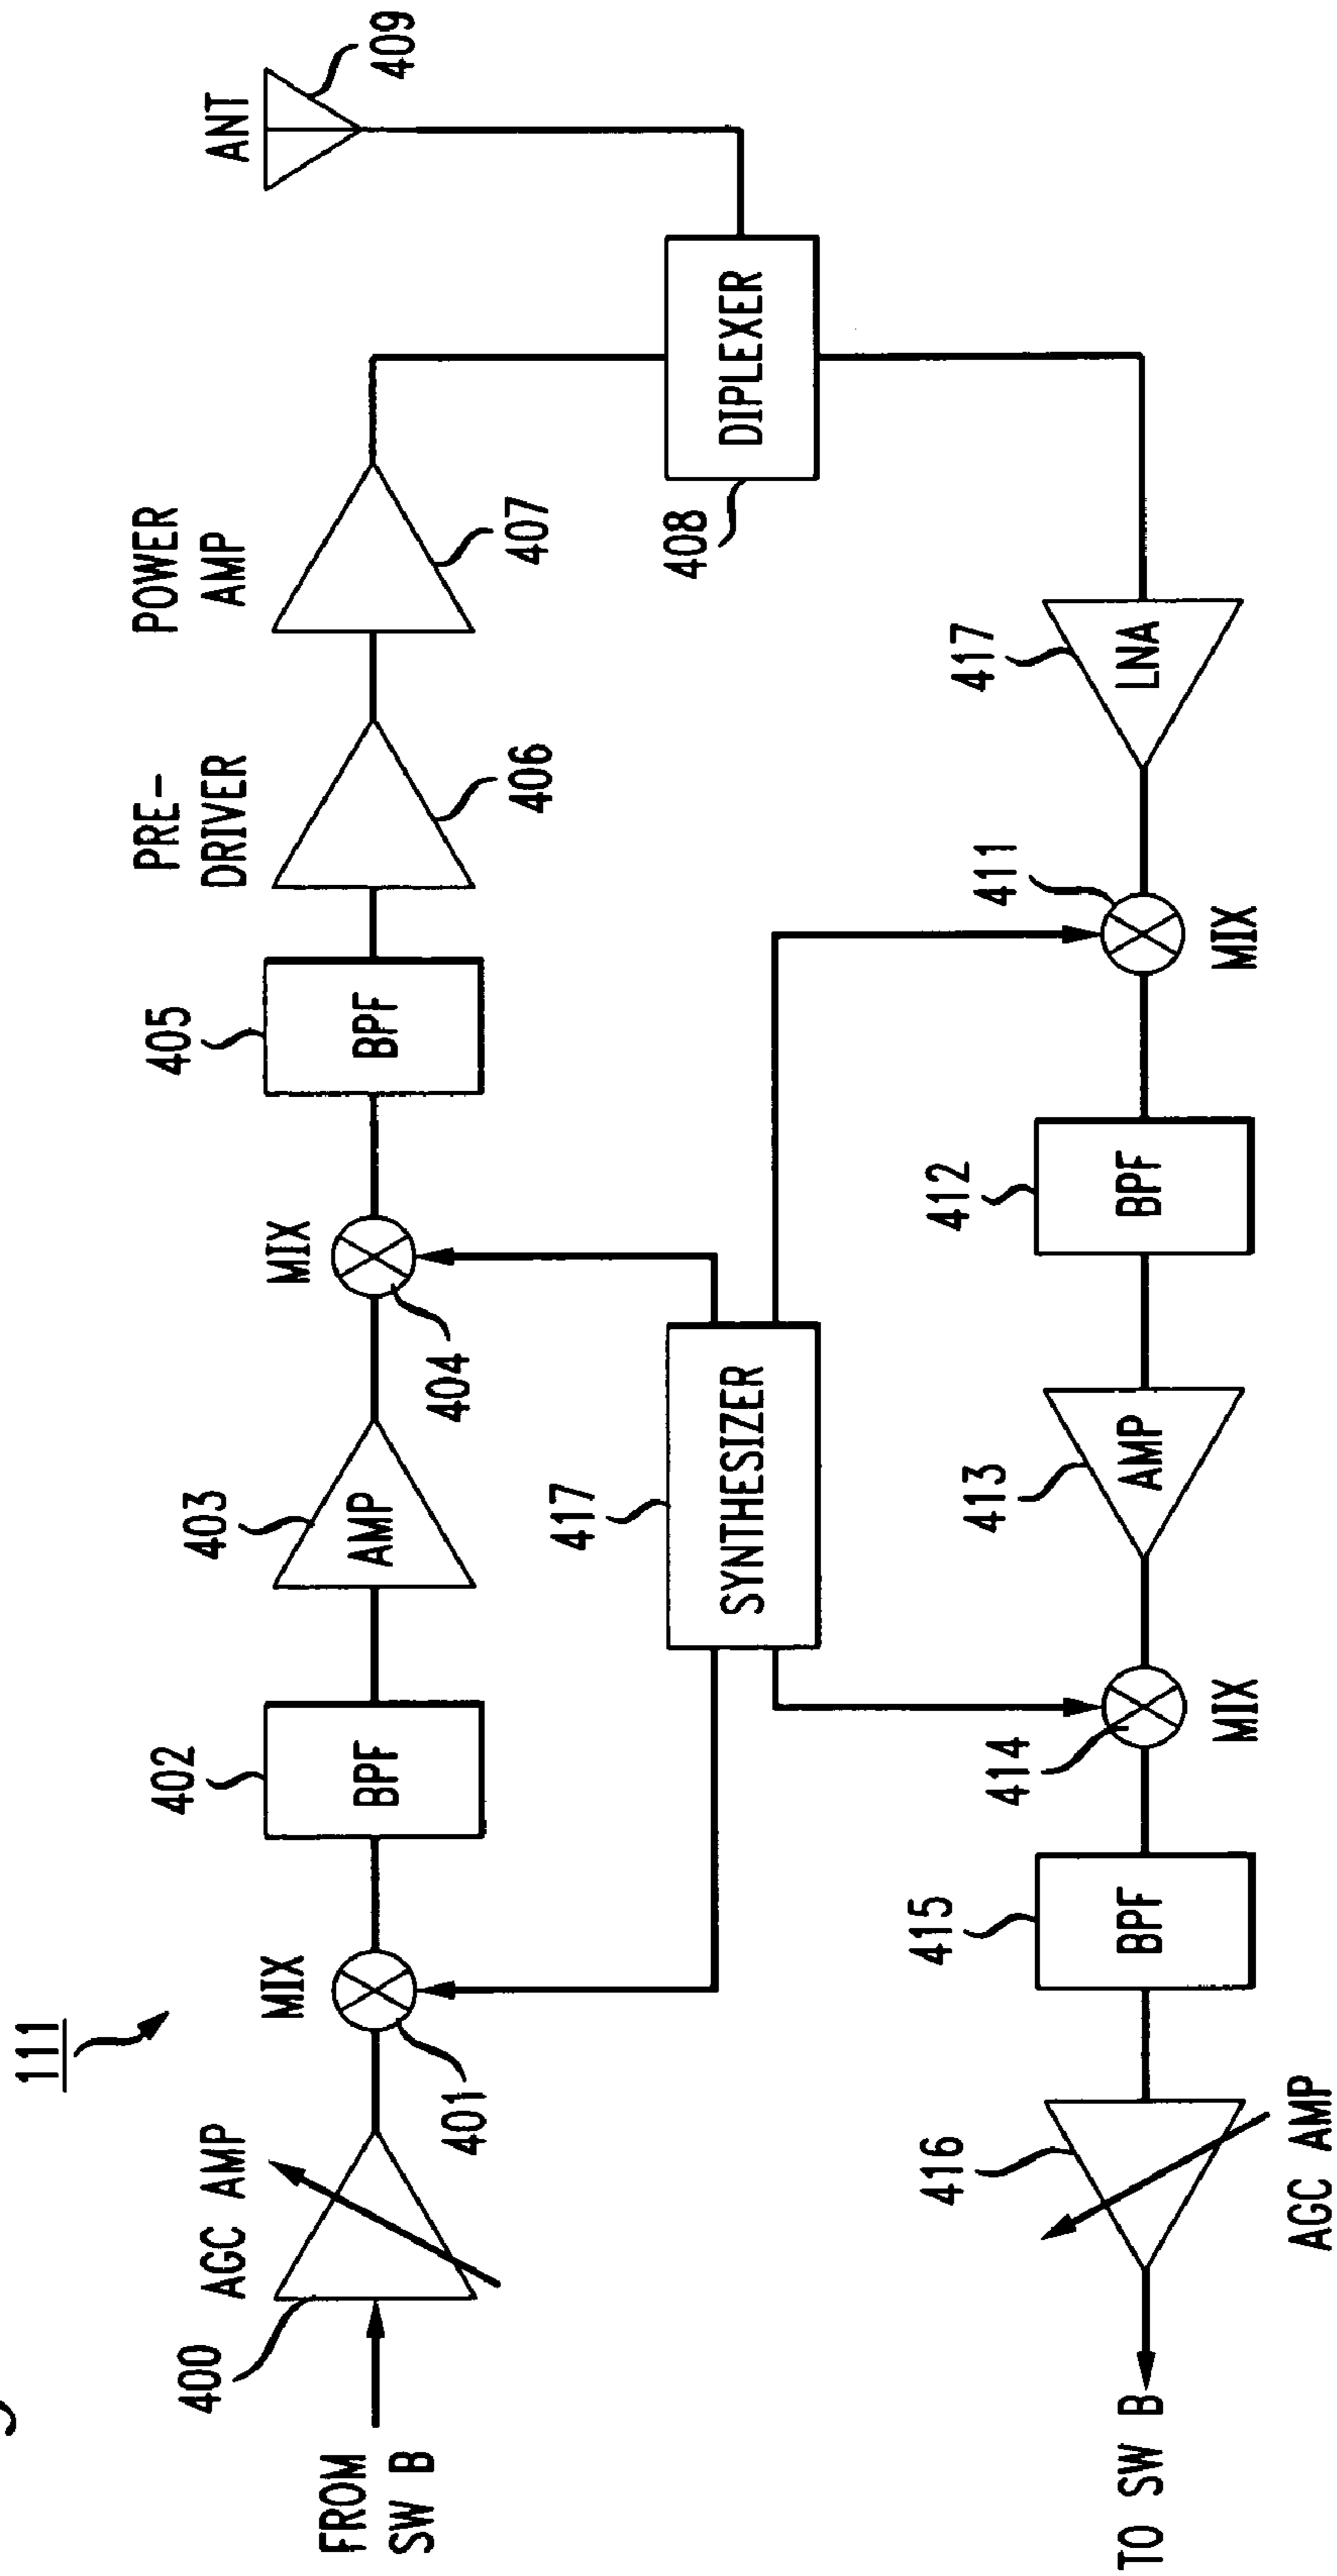 111
FROM
SW B
400
AGC AMP
MIX
401
402
BPF
403
AMP
MIX
404
405
BPF
PRE-
DRIVER
406
POWER
AMP
407
ANT
409
DIPLEXER
408
SYNTHESIZER
417
LNA
417
411
MIX
412
BPF
413
AMP
414
MIX
415
BPF
416
AGC AMP
TO SW B